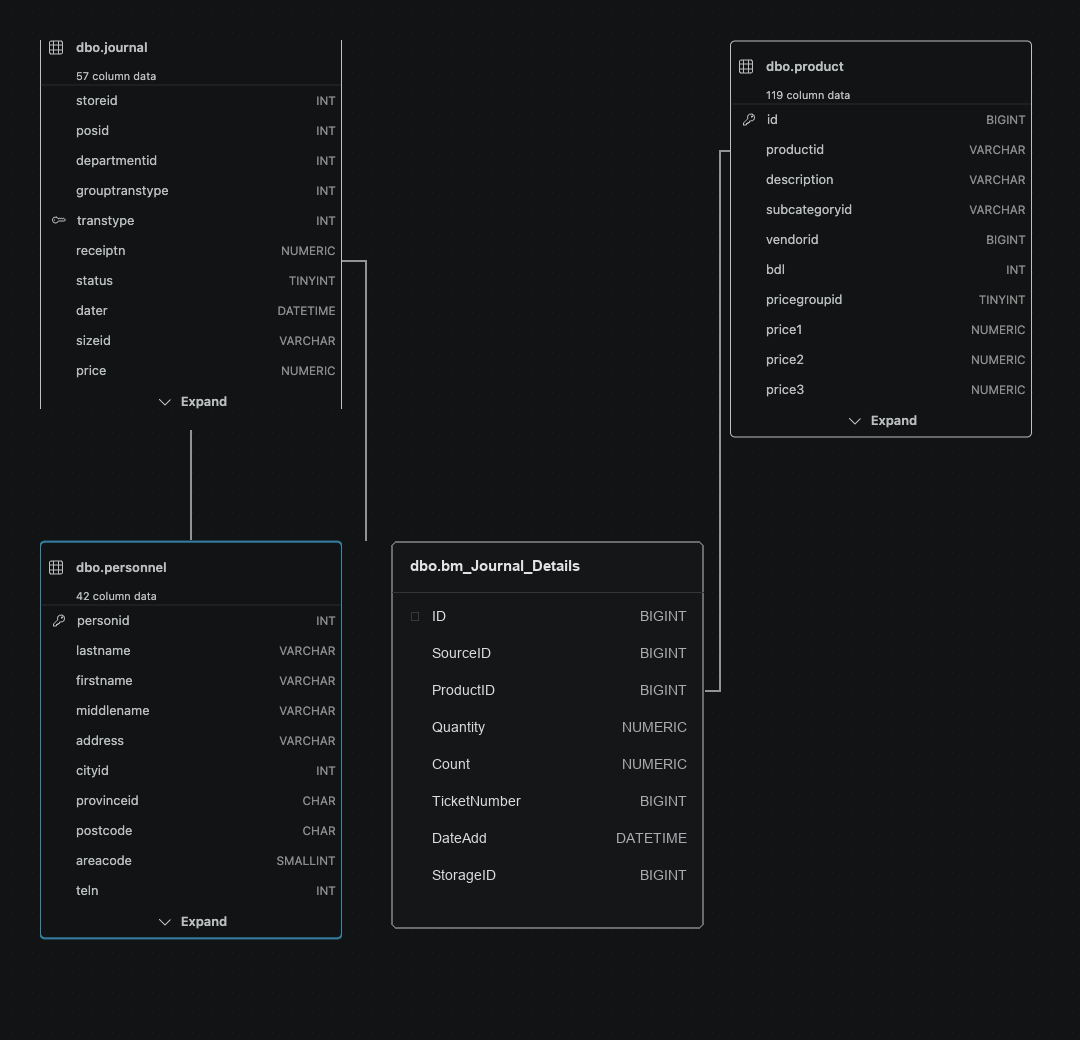 dbo.journal
57 column data
storeid INT
posid INT
departmentid INT
grouptranstype INT
transtype INT
receiptn NUMERIC
status TINYINT
dater DATETIME
sizeid VARCHAR
price NUMERIC
Expand
dbo.product
119 column data
id BIGINT
productid VARCHAR
description VARCHAR
subcategoryid VARCHAR
vendorid BIGINT
bdl INT
pricegroupid TINYINT
price1 NUMERIC
price2 NUMERIC
price3 NUMERIC
Expand
dbo.personnel
42 column data
personid INT
lastname VARCHAR
firstname VARCHAR
middlename VARCHAR
address VARCHAR
cityid INT
provinceid CHAR
postcode CHAR
areacode SMALLINT
teln INT
Expand
dbo.bm_Journal_Details
ID BIGINT
SourceID BIGINT
ProductID BIGINT
Quantity NUMERIC
Count NUMERIC
TicketNumber BIGINT
DateAdd DATETIME
StorageID BIGINT